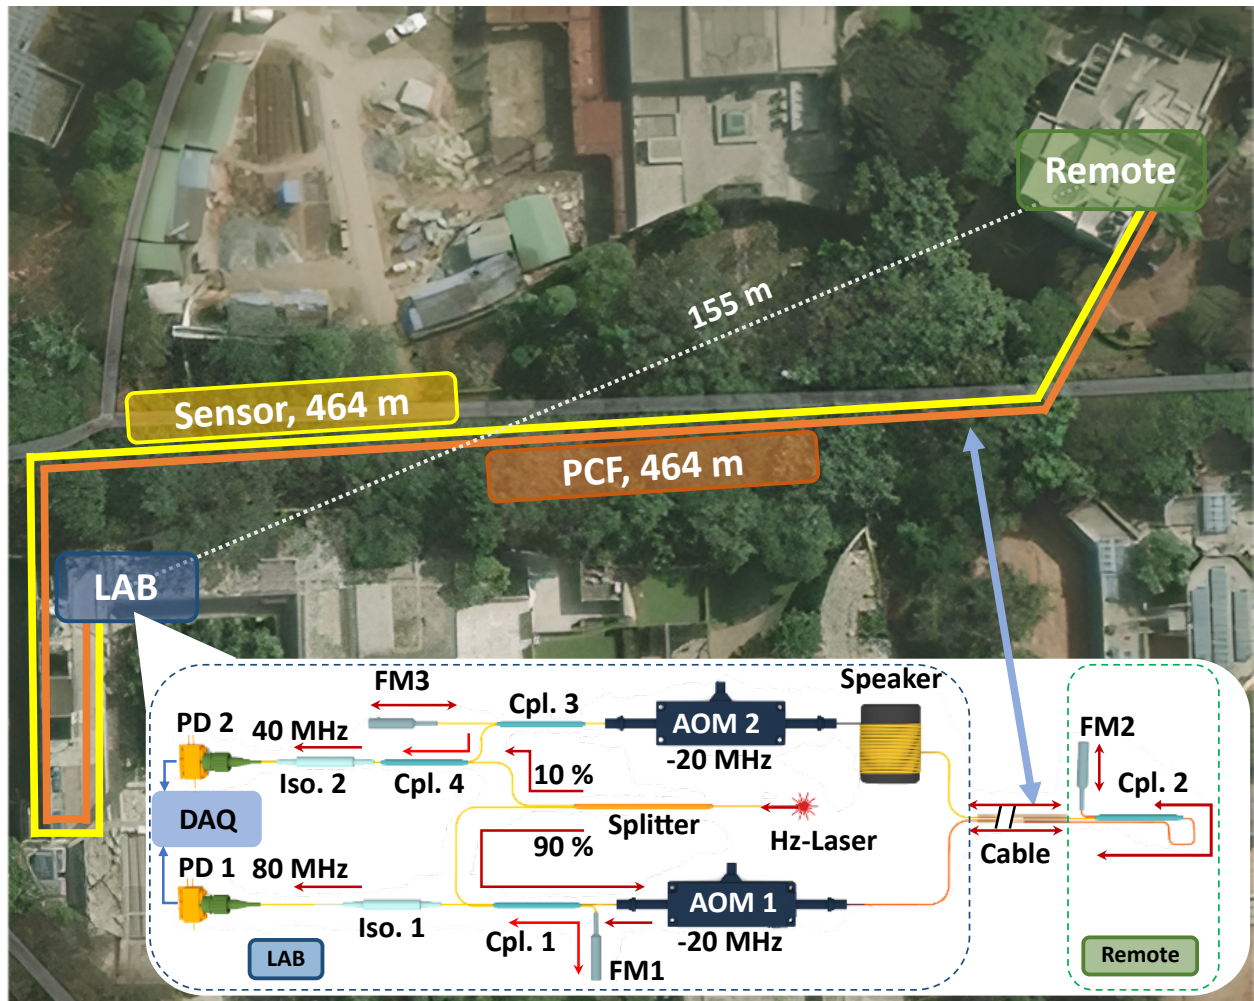 Remote
155 m
Sensor, 464 m
PCF, 464 m
LAB
Speaker
FM3
Cpl. 3
PD 2
40 MHz
AOM 2
FM2
-20 MHz
Iso. 2
Cpl. 4
10 %
Cpl. 2
DAQ
Splitter
Hz-Laser
90 %
Cable
PD 1
80 MHz
AOM 1
Iso. 1
Cpl. 1
-20 MHz
LAB
FM1
Remote